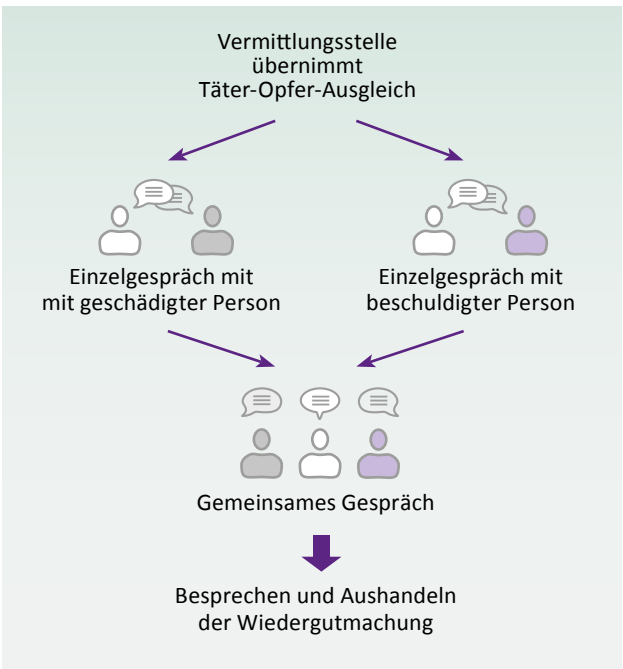 Vermittlungsstelle
übernimmt
Täter-Opfer-Ausgleich
Einzelgespräch mit
mit geschädigter Person
Einzelgespräch mit
beschuldigter Person
Gemeinsames Gespräch
Besprechen und Aushandeln
der Wiedergutmachung